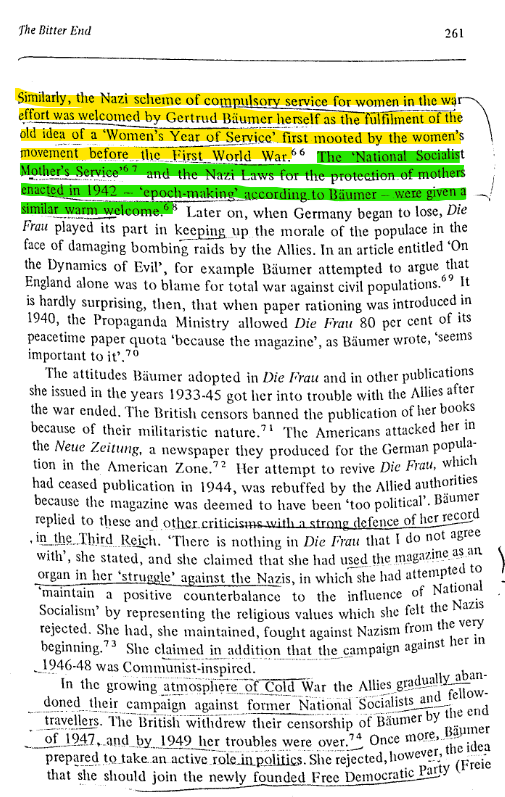 The Bitter End
261
Similarly, the Nazi scheme of compulsory service for women in the war
effort was welcomed by Gertrud Bäumer herself as the fulfilment of the
old idea of a 'Women's Year of Service' first mooted by the women's
movement before the First World War.⁶⁶ The 'National Socialist
Mother's Service'⁶⁷ and the Nazi Laws for the protection of mothers
enacted in 1942 – 'epoch-making' according to Bäumer – were given a
similar warm welcome.⁶⁸ Later on, when Germany began to lose, Die
Frau played its part in keeping up the morale of the populace in the
face of damaging bombing raids by the Allies. In an article entitled 'On
the Dynamics of Evil', for example Bäumer attempted to argue that
England alone was to blame for total war against civil populations.⁶⁹ It
is hardly surprising, then, that when paper rationing was introduced in
1940, the Propaganda Ministry allowed Die Frau 80 per cent of its
peacetime paper quota 'because the magazine', as Bäumer wrote, 'seems
important to it'.⁷⁰
The attitudes Bäumer adopted in Die Frau and in other publications
she issued in the years 1933-45 got her into trouble with the Allies after
the war ended. The British censors banned the publication of her books
because of their militaristic nature.⁷¹ The Americans attacked her in
the Neue Zeitung, a newspaper they produced for the German popula-
tion in the American Zone.⁷² Her attempt to revive Die Frau, which
had ceased publication in 1944, was rebuffed by the Allied authorities
because the magazine was deemed to have been 'too political'. Bäumer
replied to these and other criticisms with a strong defence of her record
in the Third Reich. 'There is nothing in Die Frau that I do not agree
with', she stated, and she claimed that she had used the magazine as an
organ in her 'struggle' against the Nazis, in which she had attempted to
'maintain a positive counterbalance to the influence of National
Socialism' by representing the religious values which she felt the Nazis
rejected. She had, she maintained, fought against Nazism from the very
beginning.⁷³ She claimed in addition that the campaign against her in
1946-48 was Communist-inspired.
In the growing atmosphere of Cold War the Allies gradually aban-
doned their campaign against former National Socialists and fellow-
travellers. The British withdrew their censorship of Bäumer by the end
of 1947, and by 1949 her troubles were over.⁷⁴ Once more, Bäumer
prepared to take an active role in politics. She rejected, however, the idea
that she should join the newly founded Free Democratic Party (Freie